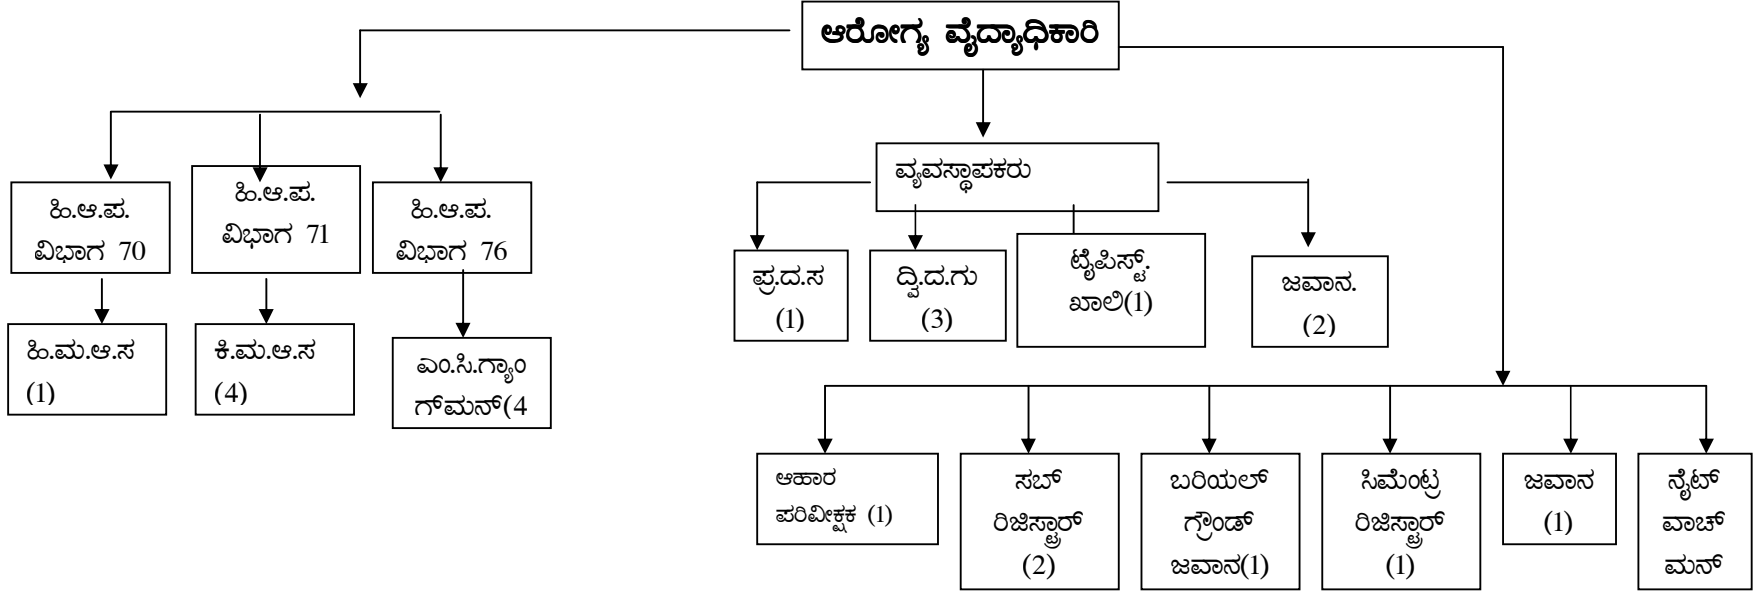 ಆರೋಗ್ಯ ವೈದ್ಯಾಧಿಕಾರಿ
ಹಿ.ಆ.ಪ.
ವಿಭಾಗ 70
ಹಿ.ಆ.ಪ.
ವಿಭಾಗ 71
ಹಿ.ಆ.ಪ.
ವಿಭಾಗ 76
ಹಿ.ಮ.ಆ.ಸ
(1)
ಕಿ.ಮ.ಆ.ಸ
(4)
ಎಂ.ಸಿ.ಗ್ಯಾಂ
ಗ್‌ಮನ್(4
ವ್ಯವಸ್ಥಾಪಕರು
ಪ್ರ.ದ.ಸ
(1)
ದ್ವಿ.ದ.ಗು
(3)
ಟೈಪಿಸ್ಟ್.
ಖಾಲಿ(1)
ಜವಾನ.
(2)
ಆಹಾರ
ಪರಿವೀಕ್ಷಕ (1)
ಸಬ್
ರಿಜಿಸ್ಟ್ರಾರ್
(2)
ಬರಿಯಲ್
ಗ್ರೌಂಡ್
ಜವಾನ(1)
ಸಿಮೆಂಟ್ರಿ
ರಿಜಿಸ್ಟ್ರಾರ್
(1)
ಜವಾನ
(1)
ನೈಟ್
ವಾಚ್
ಮನ್